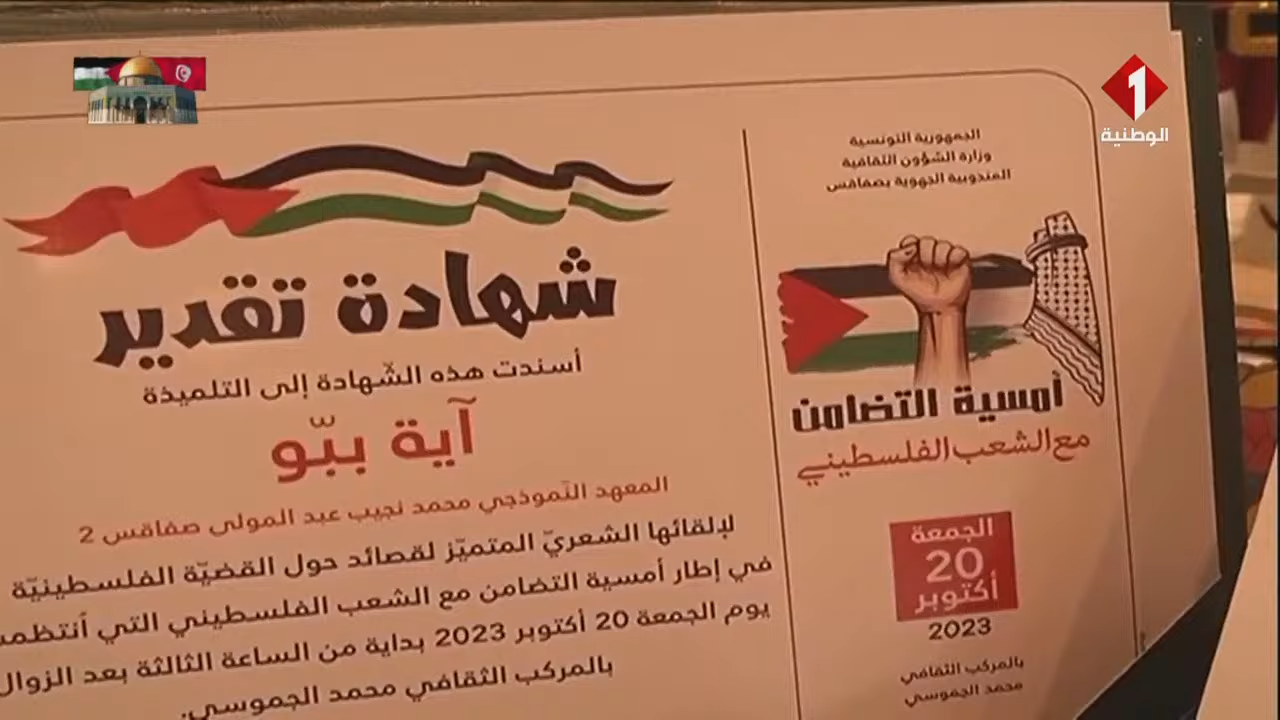 1
الوطنية
الجمهورية التونسية
وزارة الشؤون الثقافية
المندوبية الجهوية بصفاقس
أمسية التضامن
مع الشعب الفلسطيني
الجمعة
20
أكتوبر
2023
بالمركب الثقافي
محمد الجموسي
شهادة تقدير
أسندت هذه الشّهادة إلى التلميذة
آية ببّو
المعهد النّموذجي محمد نجيب عبد المولى صفاقس 2
لإلقائها الشعريّ المتميّز لقصائد حول القضيّة الفلسطينيّة
في إطار أمسية التضامن مع الشعب الفلسطيني التي
يوم الجمعة 20 أكتوبر 2023 بداية من الساعة الثالثة بعد الزوال
بالمركب الثقافي محمد الجموسي.